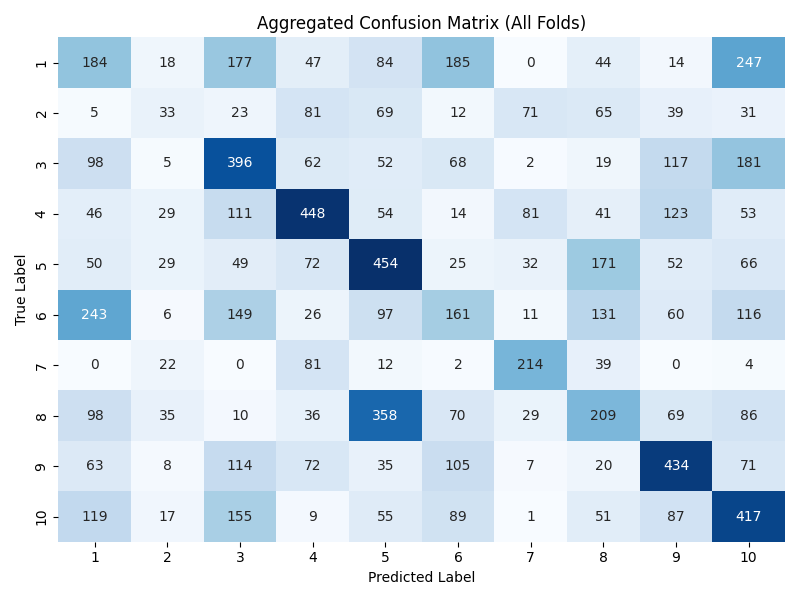 Aggregated Confusion Matrix (All Folds)
True Label
1 184 18 177 47 84 185 0 44 14 247
2 5 33 23 81 69 12 71 65 39 31
3 98 5 396 62 52 68 2 19 117 181
4 46 29 111 448 54 14 81 41 123 53
5 50 29 49 72 454 25 32 171 52 66
6 243 6 149 26 97 161 11 131 60 116
7 0 22 0 81 12 2 214 39 0 4
8 98 35 10 36 358 70 29 209 69 86
9 63 8 114 72 35 105 7 20 434 71
10 119 17 155 9 55 89 1 51 87 417
1 2 3 4 5 6 7 8 9 10
Predicted Label